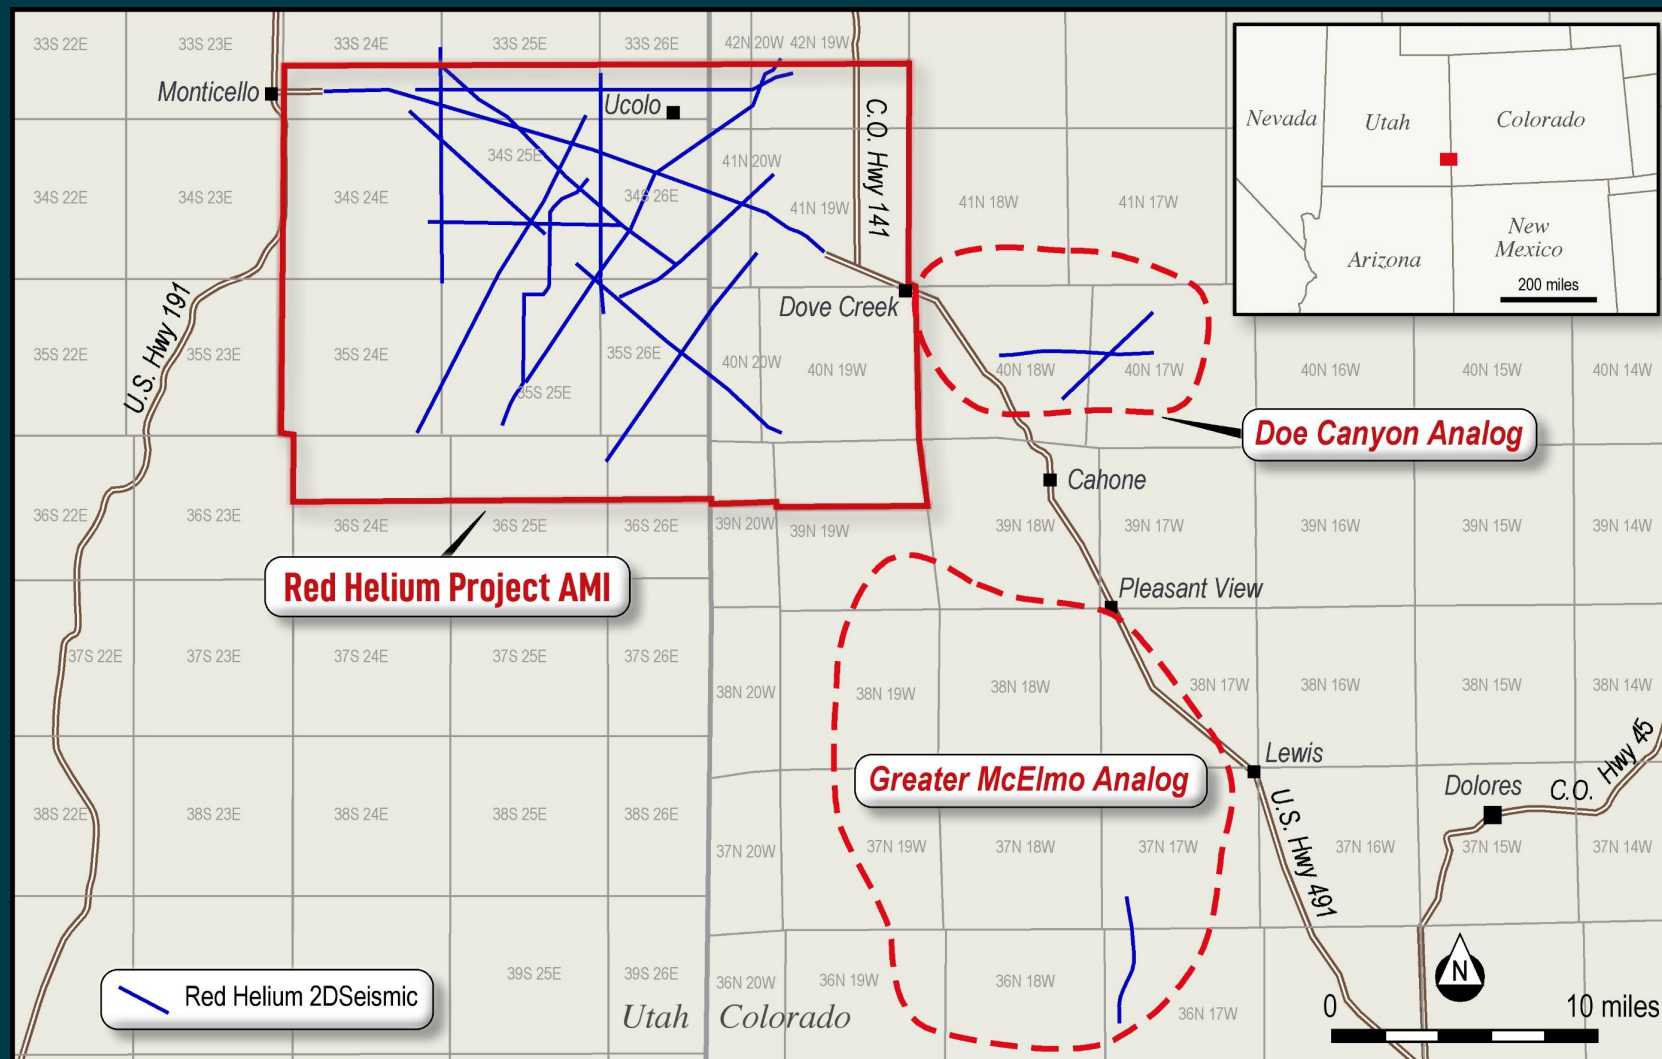 33S 22E
33S 23E
33S 24E
33S 25E
33S 26E
42N 20W
42N 19W
Monticello
Ucolo
C.O. Hwy 141
Nevada
Utah
Colorado
Arizona
New
Mexico
200 miles
34S 22E
34S 23E
34S 24E
34S 25E
34S 26E
41N 20W
41N 19W
41N 18W
41N 17W
U.S. Hwy 191
Dove Creek
35S 22E
35S 23E
35S 24E
35S 25E
35S 26E
40N 20W
40N 19W
40N 18W
40N 17W
40N 16W
40N 15W
40N 14W
Doe Canyon Analog
Cahone
36S 22E
36S 23E
36S 24E
36S 25E
36S 26E
39N 20W
39N 19W
39N 18W
39N 17W
39N 16W
39N 15W
39N 14W
Red Helium Project AMI
Pleasant View
37S 22E
37S 23E
37S 24E
37S 25E
37S 26E
38N 20W
38N 19W
38N 18W
38N 17W
38N 16W
38N 15W
38N 14W
Greater McElmo Analog
Lewis
Dolores
C.O. Hwy 45
U.S. Hwy 491
38S 22E
38S 23E
38S 24E
38S 25E
38S 26E
37N 20W
37N 19W
37N 18W
37N 17W
37N 16W
37N 15W
37N 14W
39S 25E
39S 26E
36N 20W
36N 19W
36N 18W
36N 17W
Red Helium 2DSeismic
Utah
Colorado
N
0
10 miles